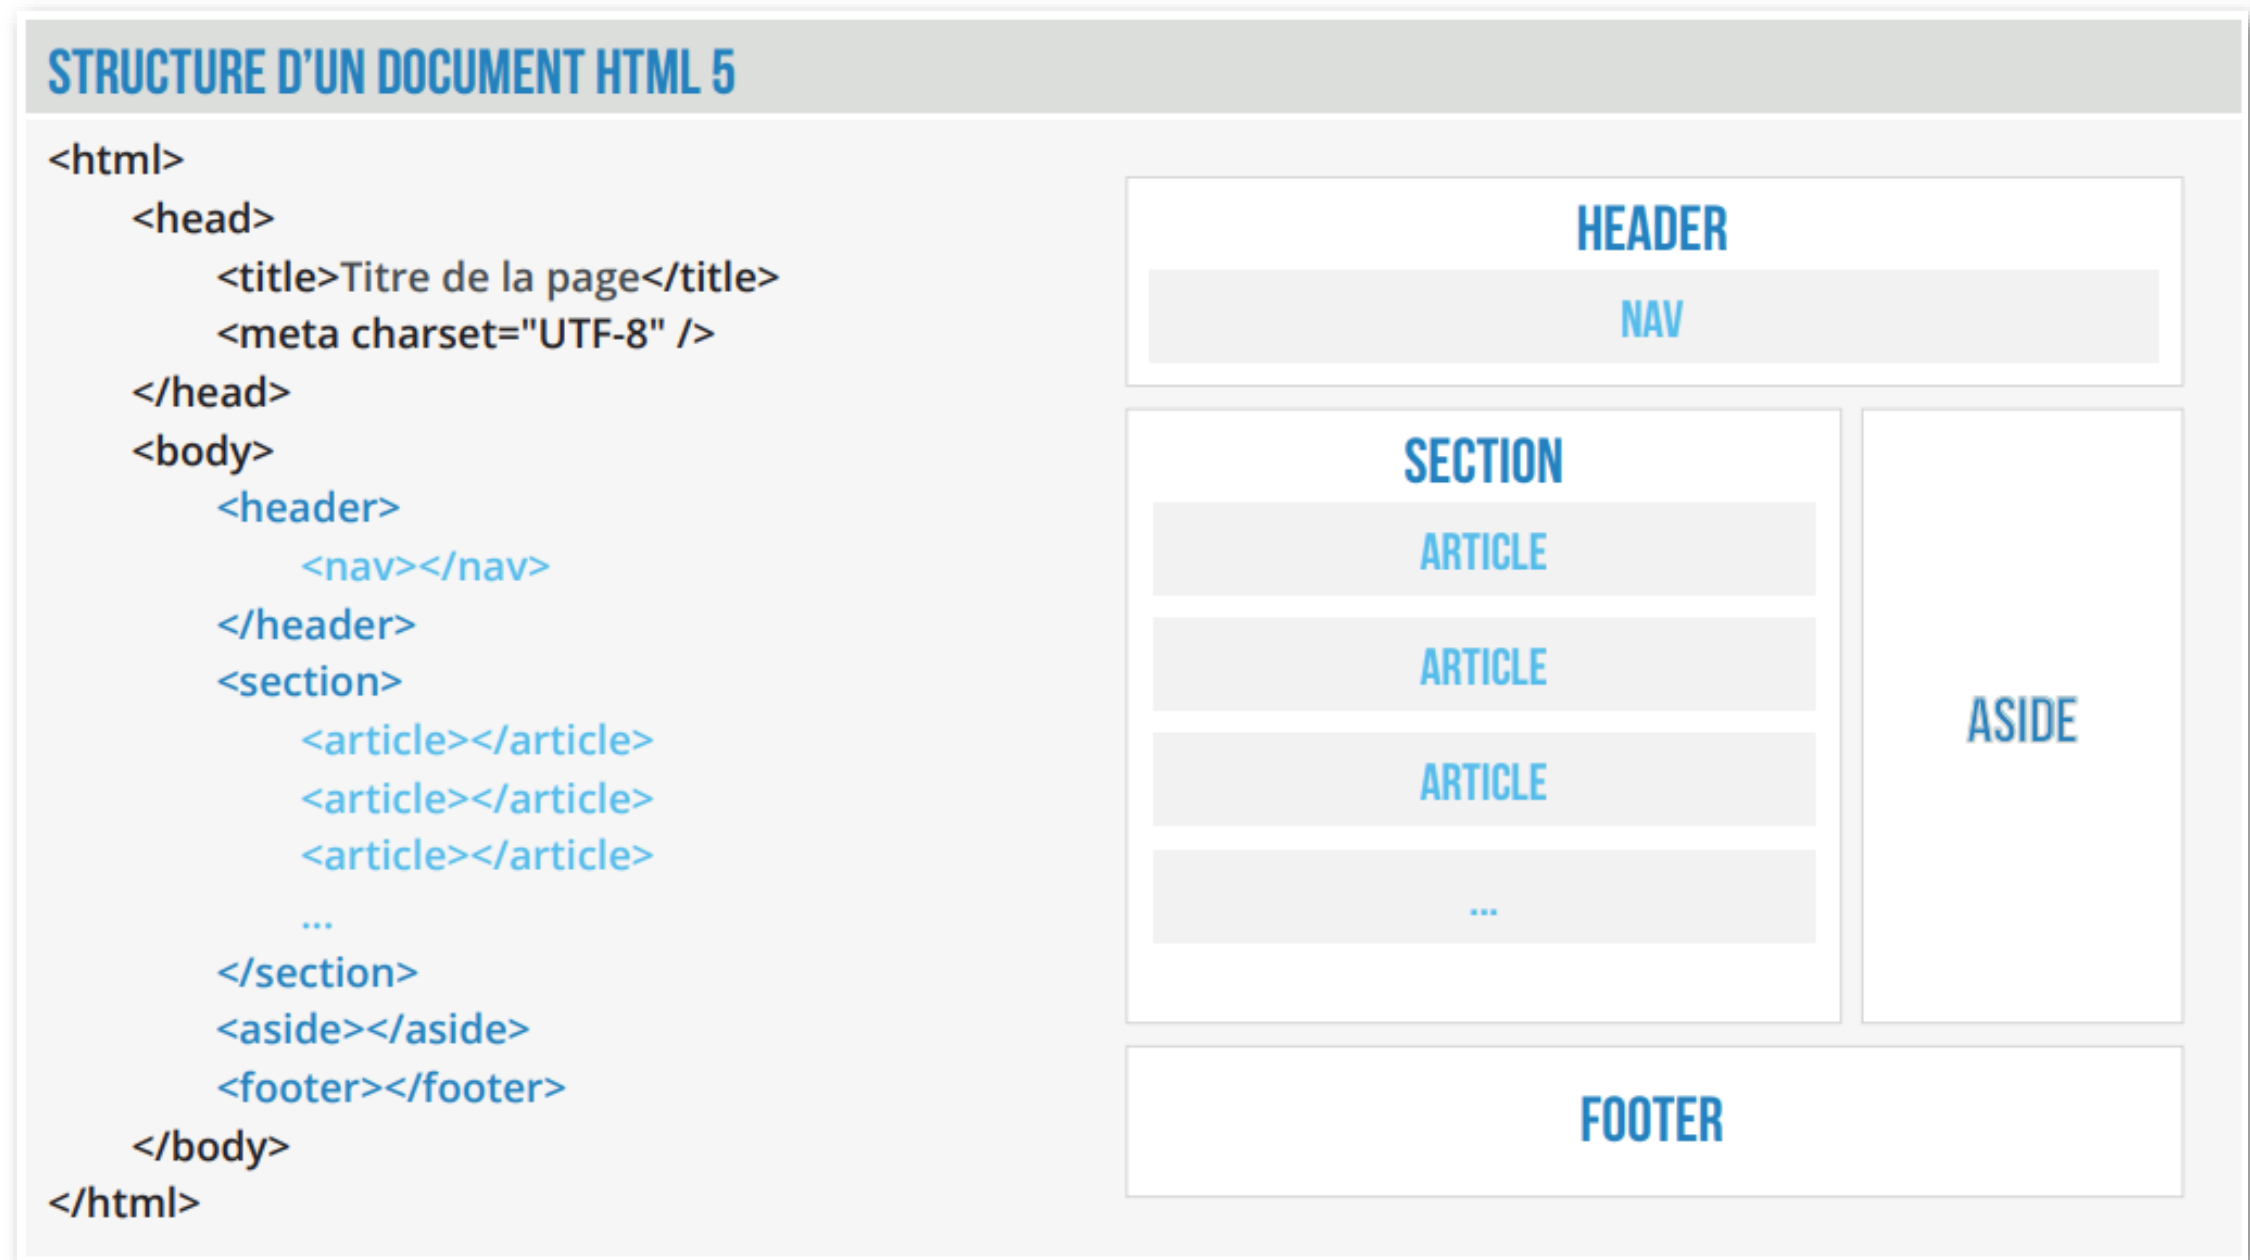 STRUCTURE D'UN DOCUMENT HTML 5
<html>
<head>
<title>Titre de la page</title>
<meta charset="UTF-8" />
</head>
<body>
<header>
<nav></nav>
</header>
<section>
<article></article>
<article></article>
<article></article>
...
</section>
<aside></aside>
<footer></footer>
</body>
</html>
HEADER
NAV
SECTION
ARTICLE
ARTICLE
ARTICLE
...
ASIDE
FOOTER